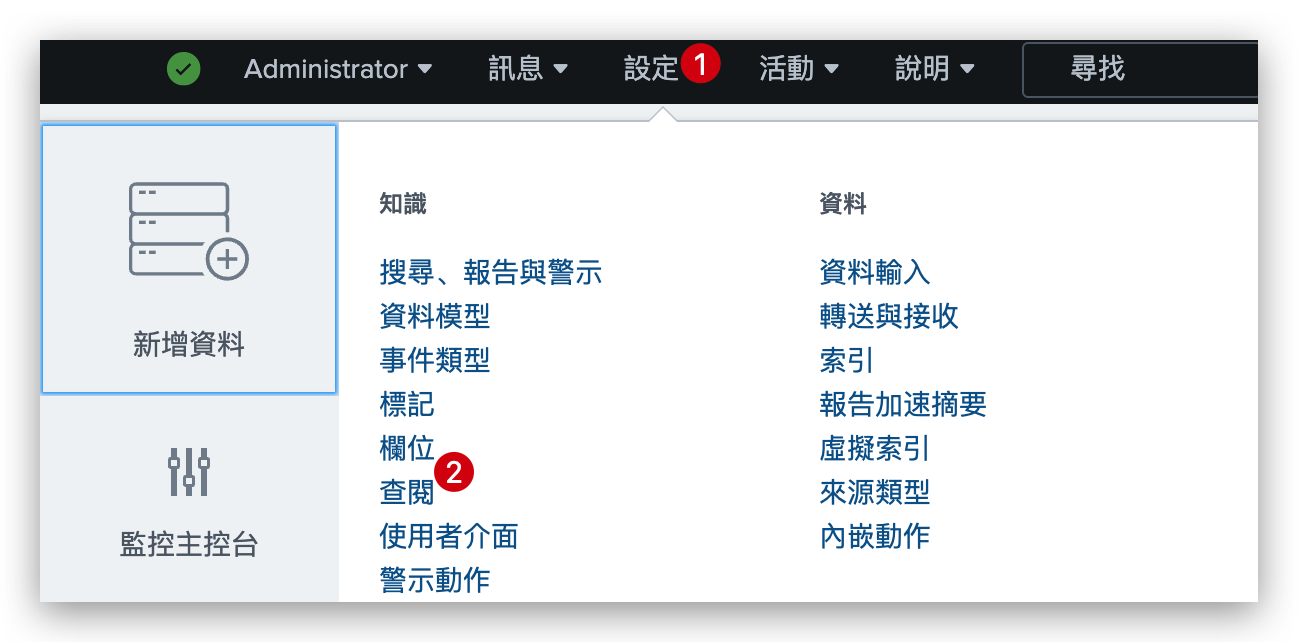 Administrator 訊息 設定 1 活動 說明 尋找
新增資料
監控主控台
知識
搜尋、報告與警示
資料模型
事件類型
標記
欄位
2
查閱
使用者介面
警示動作
資料
資料輸入
轉送與接收
索引
報告加速摘要
虛擬索引
來源類型
內嵌動作